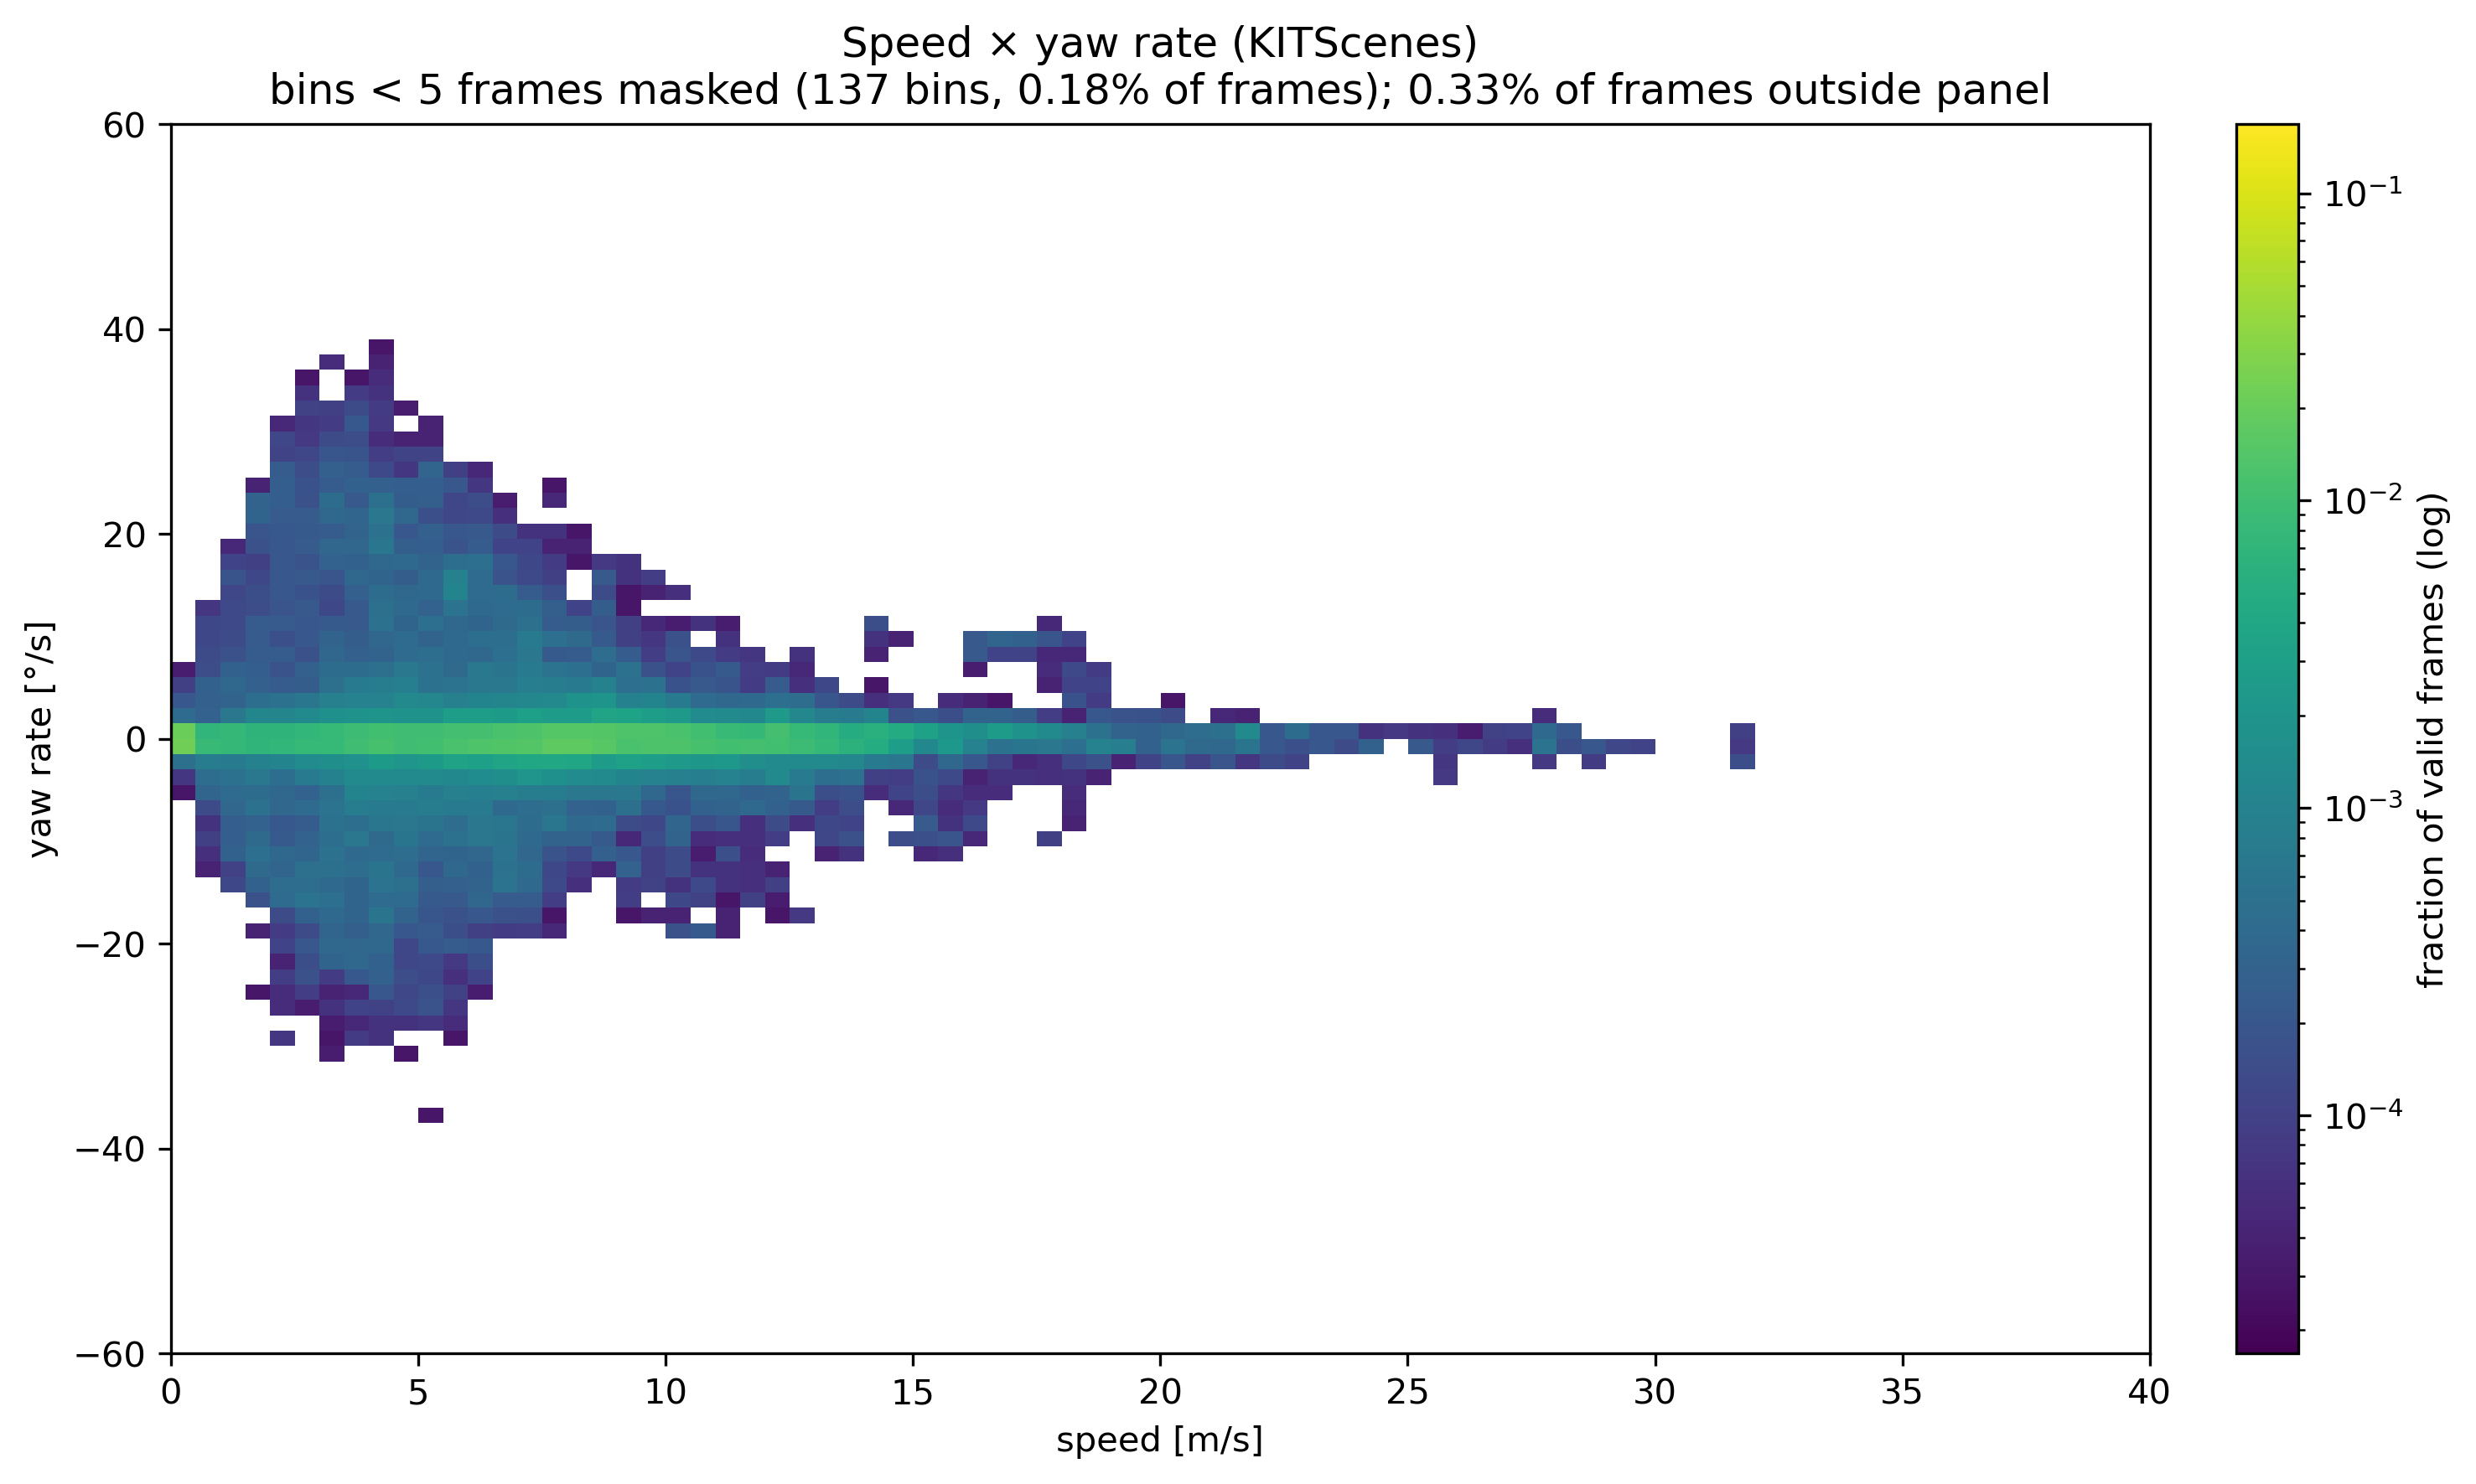 Speed × yaw rate (KITScenes)
bins < 5 frames masked (137 bins, 0.18% of frames); 0.33% of frames outside panel
60
40
20
0
−20
−40
−60
yaw rate [°/s]
0 5 10 15 20 25 30 35 40
speed [m/s]
10⁻¹
10⁻²
10⁻³
10⁻⁴
fraction of valid frames (log)